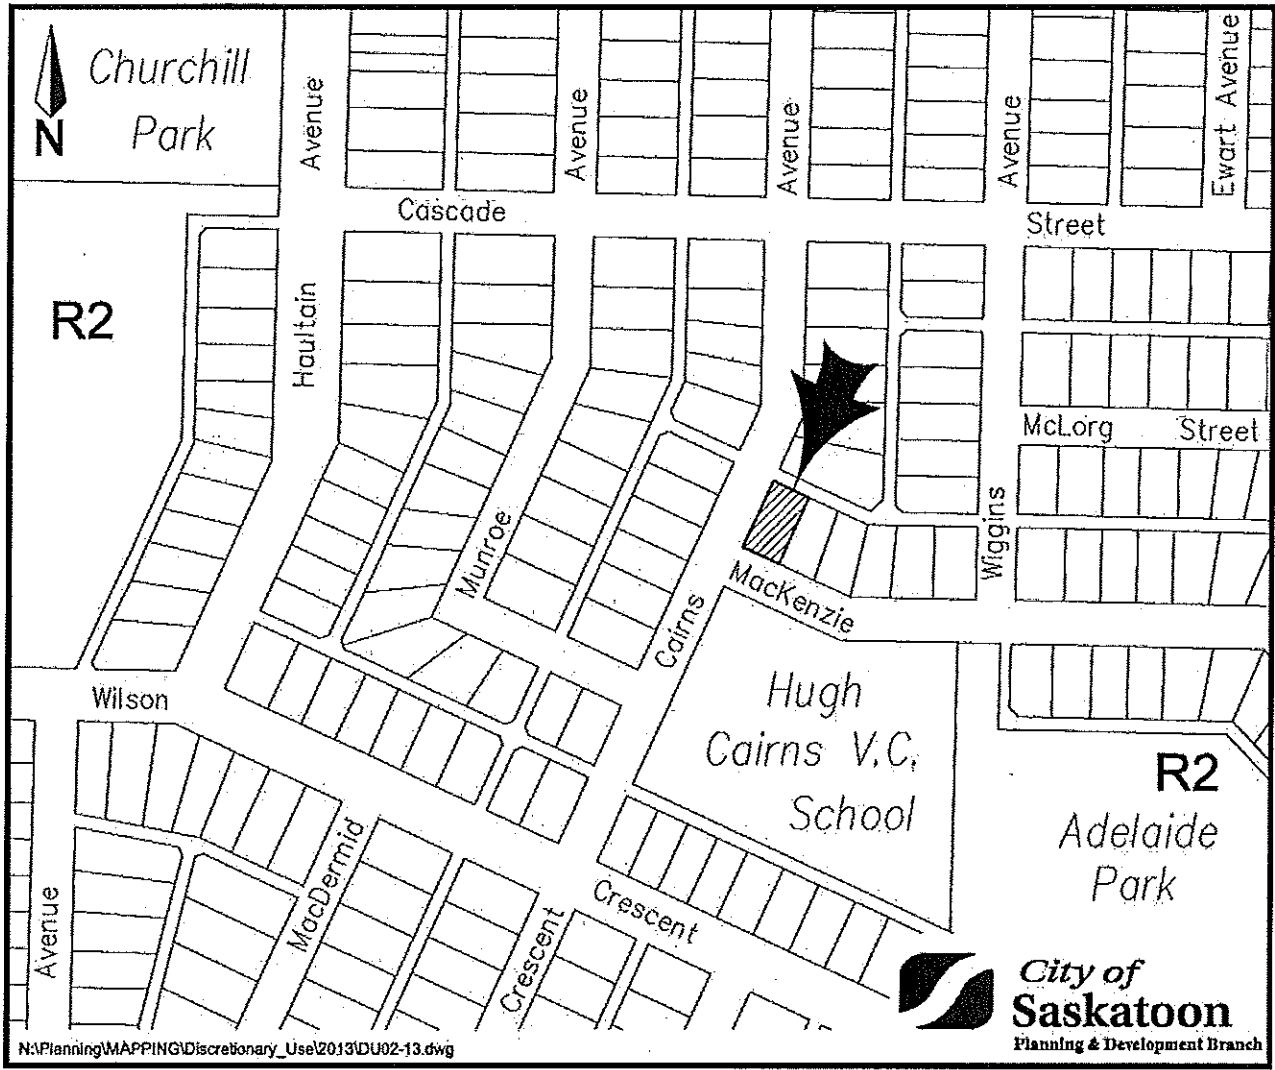 Churchill
Park
N
Avenue
Avenue
Avenue
Avenue
Ewart Avenue
Cascade
Street
R2
Haultain
McLorg Street
Munroe
Wiggins
MacKenzie
Cairns
Wilson
Hugh
Cairns V.C.
School
R2
Adelaide
Park
MacDermid
Avenue
Crescent
Crescent
City of
Saskatoon
Planning & Development Branch
N:\Planning\MAPPING\Discretionary_Use\2013\DU02-13.dwg